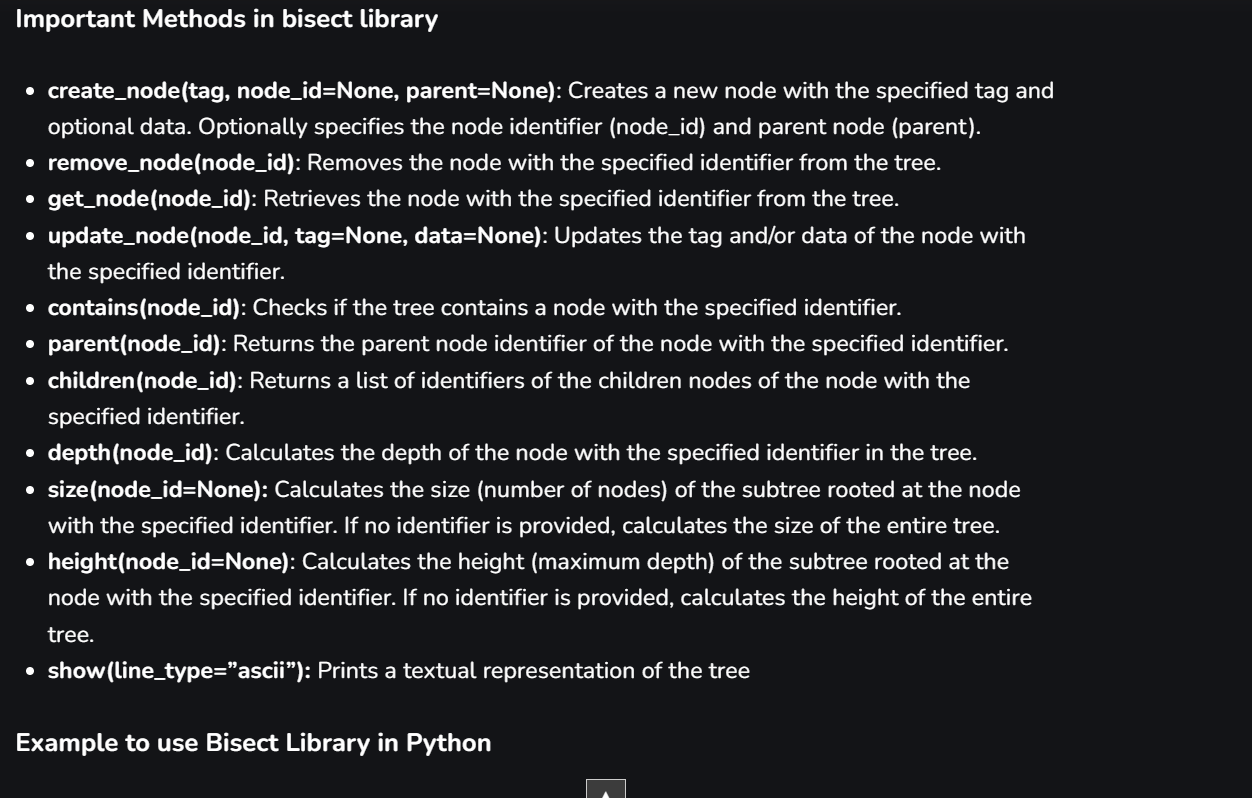 Important Methods in bisect library
• create_node(tag, node_id=None, parent=None): Creates a new node with the specified tag and
optional data. Optionally specifies the node identifier (node_id) and parent node (parent).
• remove_node(node_id): Removes the node with the specified identifier from the tree.
• get_node(node_id): Retrieves the node with the specified identifier from the tree.
• update_node(node_id, tag=None, data=None): Updates the tag and/or data of the node with
the specified identifier.
• contains(node_id): Checks if the tree contains a node with the specified identifier.
• parent(node_id): Returns the parent node identifier of the node with the specified identifier.
• children(node_id): Returns a list of identifiers of the children nodes of the node with the
specified identifier.
• depth(node_id): Calculates the depth of the node with the specified identifier in the tree.
• size(node_id=None): Calculates the size (number of nodes) of the subtree rooted at the node
with the specified identifier. If no identifier is provided, calculates the size of the entire tree.
• height(node_id=None): Calculates the height (maximum depth) of the subtree rooted at the
node with the specified identifier. If no identifier is provided, calculates the height of the entire
tree.
• show(line_type=”ascii”): Prints a textual representation of the tree
Example to use Bisect Library in Python